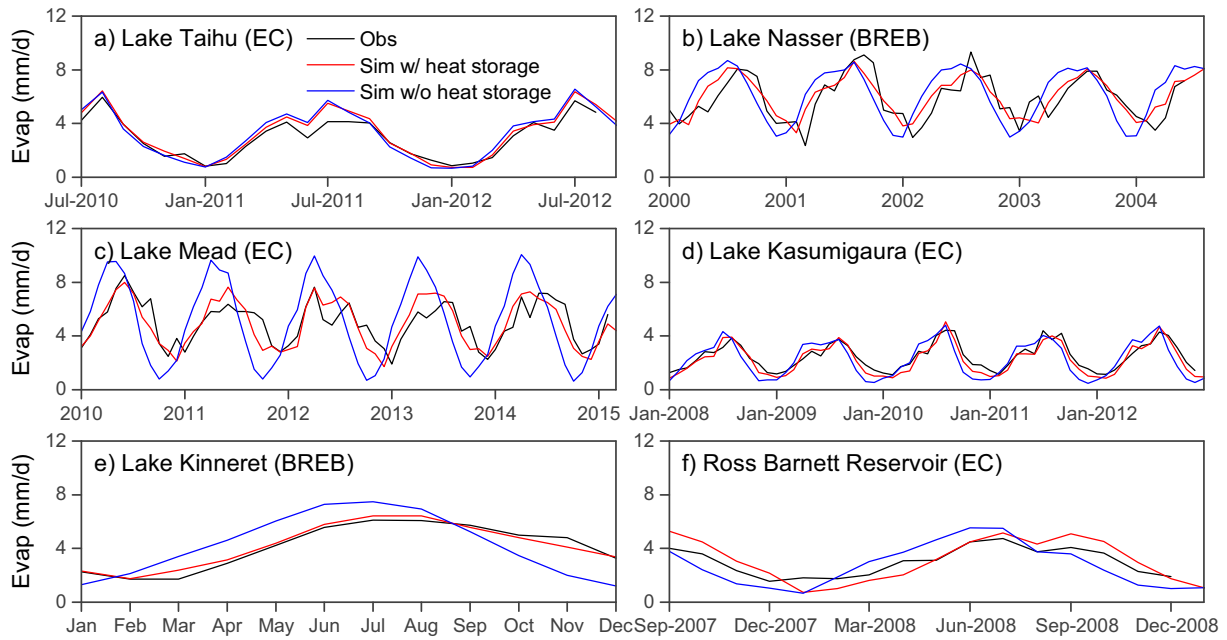 12
8
4
0
Evap (mm/d)
a) Lake Taihu (EC)
Obs
Sim w/ heat storage
Sim w/o heat storage
Jul-2010 Jan-2011 Jul-2011 Jan-2012 Jul-2012
12
8
4
0
b) Lake Nasser (BREB)
2000 2001 2002 2003 2004
12
8
4
0
Evap (mm/d)
c) Lake Mead (EC)
2010 2011 2012 2013 2014 2015
12
8
4
0
d) Lake Kasumigaura (EC)
Jan-2008 Jan-2009 Jan-2010 Jan-2011 Jan-2012
12
8
4
0
Evap (mm/d)
e) Lake Kinneret (BREB)
Jan Feb Mar Apr May Jun Jul Aug Sep Oct Nov Dec
12
8
4
0
f) Ross Barnett Reservoir (EC)
Sep-2007 Dec-2007 Mar-2008 Jun-2008 Sep-2008 Dec-2008